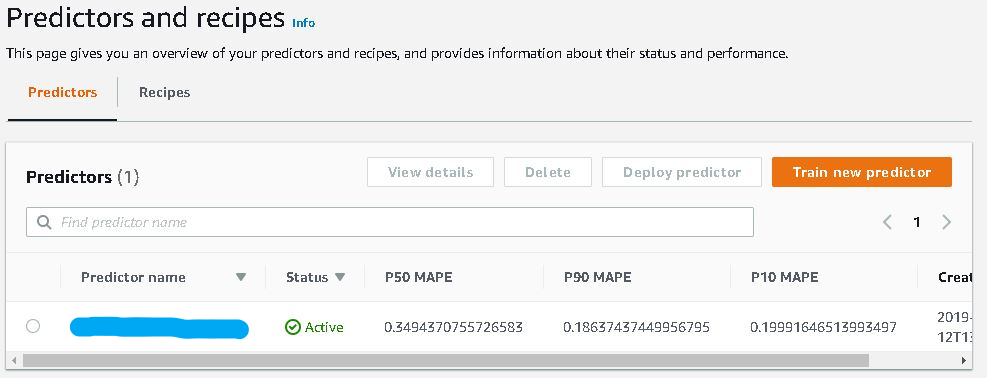 Predictors and recipes Info
This page gives you an overview of your predictors and recipes, and provides information about their status and performance.
Predictors Recipes
Predictors (1) View details Delete Deploy predictor Train new predictor
Find predictor name 1
Predictor name Status P50 MAPE P90 MAPE P10 MAPE Creat
Active 0.3494370755726583 0.18637437449956795 0.19991646513993497 2019-
12T13